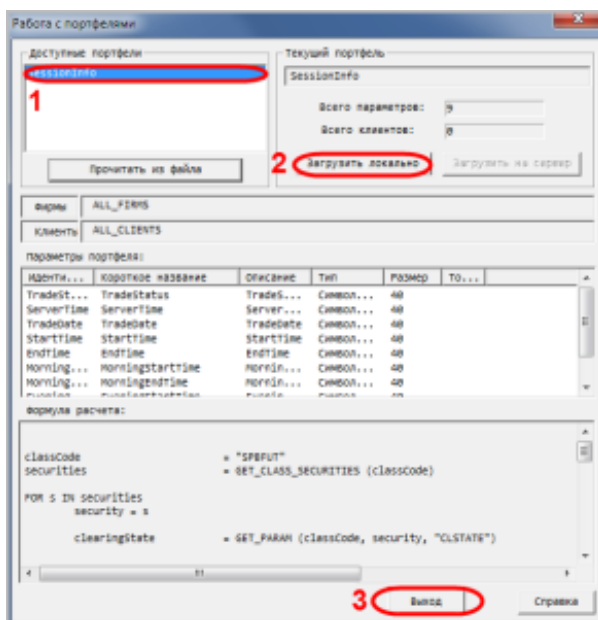 Работа с портфелями
Доступные портфели
SessionInfo
1
Прочитать из файла
Текущий портфель
SessionInfo
Всего параметров: 9
Всего клиентов: 0
2 Загрузить локально Загрузить на сервер
Фирмы ALL_FIRMS
Клиенты ALL_CLIENTS
Параметры портфеля:
Иденти... Короткое название Описание Тип Размер То...
TradeSt... TradeStatus TradeS... Символ... 40
ServerTime ServerTime Server... Символ... 40
TradeDate TradeDate TradeDate Символ... 40
StartTime StartTime StartTime Символ... 40
EndTime EndTime EndTime Символ... 40
Morning... MorningStartTime Mornin... Символ... 40
Morning... MorningEndTime Mornin... Символ... 40
Формула расчета:
classCode = "SPBFUT"
securities = GET_CLASS_SECURITIES (classCode)
FOR s IN securities
security = s
clearingState = GET_PARAM (classCode, security, "CLSTATE")
3 Выход Справка